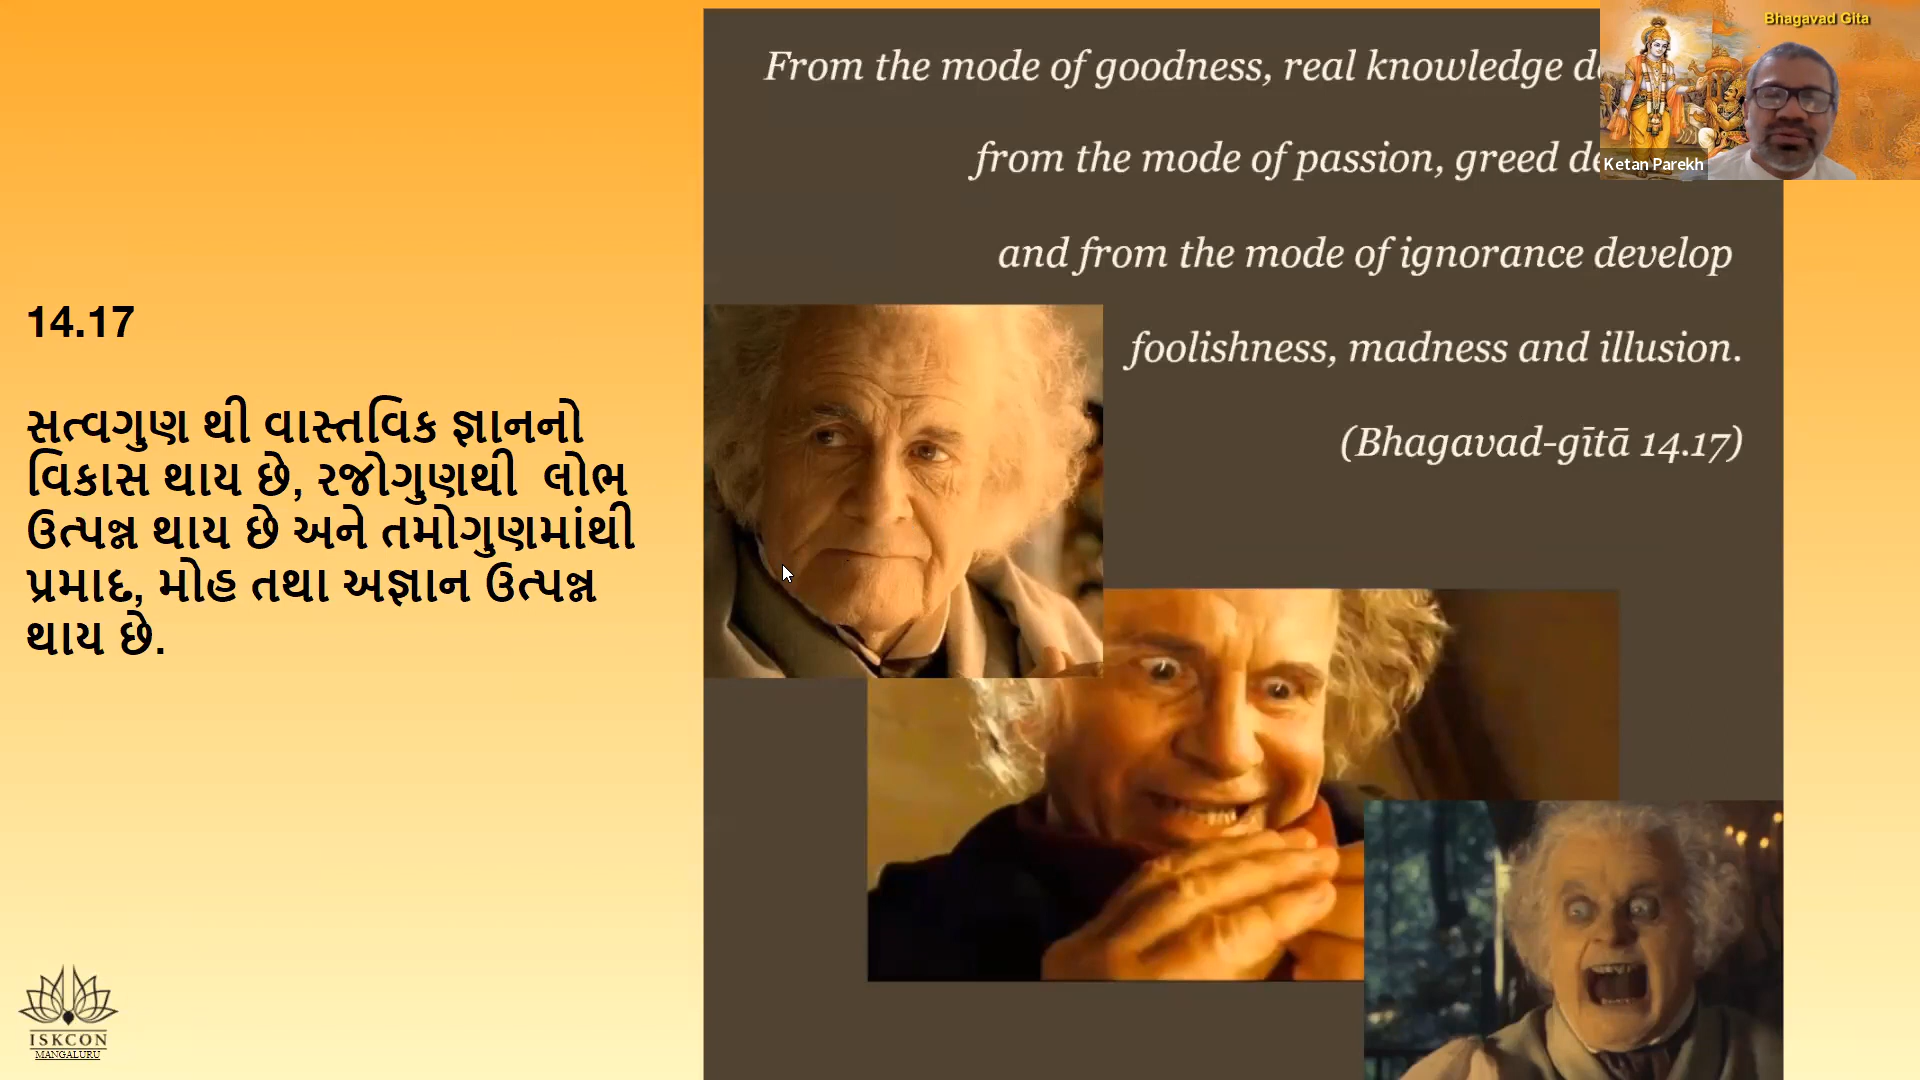 14.17
સત્વગુણ થી વાસ્તવિક જ્ઞાનનો
વિકાસ થાય છે, રજોગુણથી લોભ
ઉત્પન્ન થાય છે અને તમોગુણમાંથી
પ્રમાદ, મોહ તથા અજ્ઞાન ઉત્પન્ન
થાય છે.
ISKCON
MANGALURU
From the mode of goodness, real knowledge
from the mode of passion, greed
and from the mode of ignorance develop
foolishness, madness and illusion.
(Bhagavad-gītā 14.17)
Bhagavad Gita
Ketan Parekh